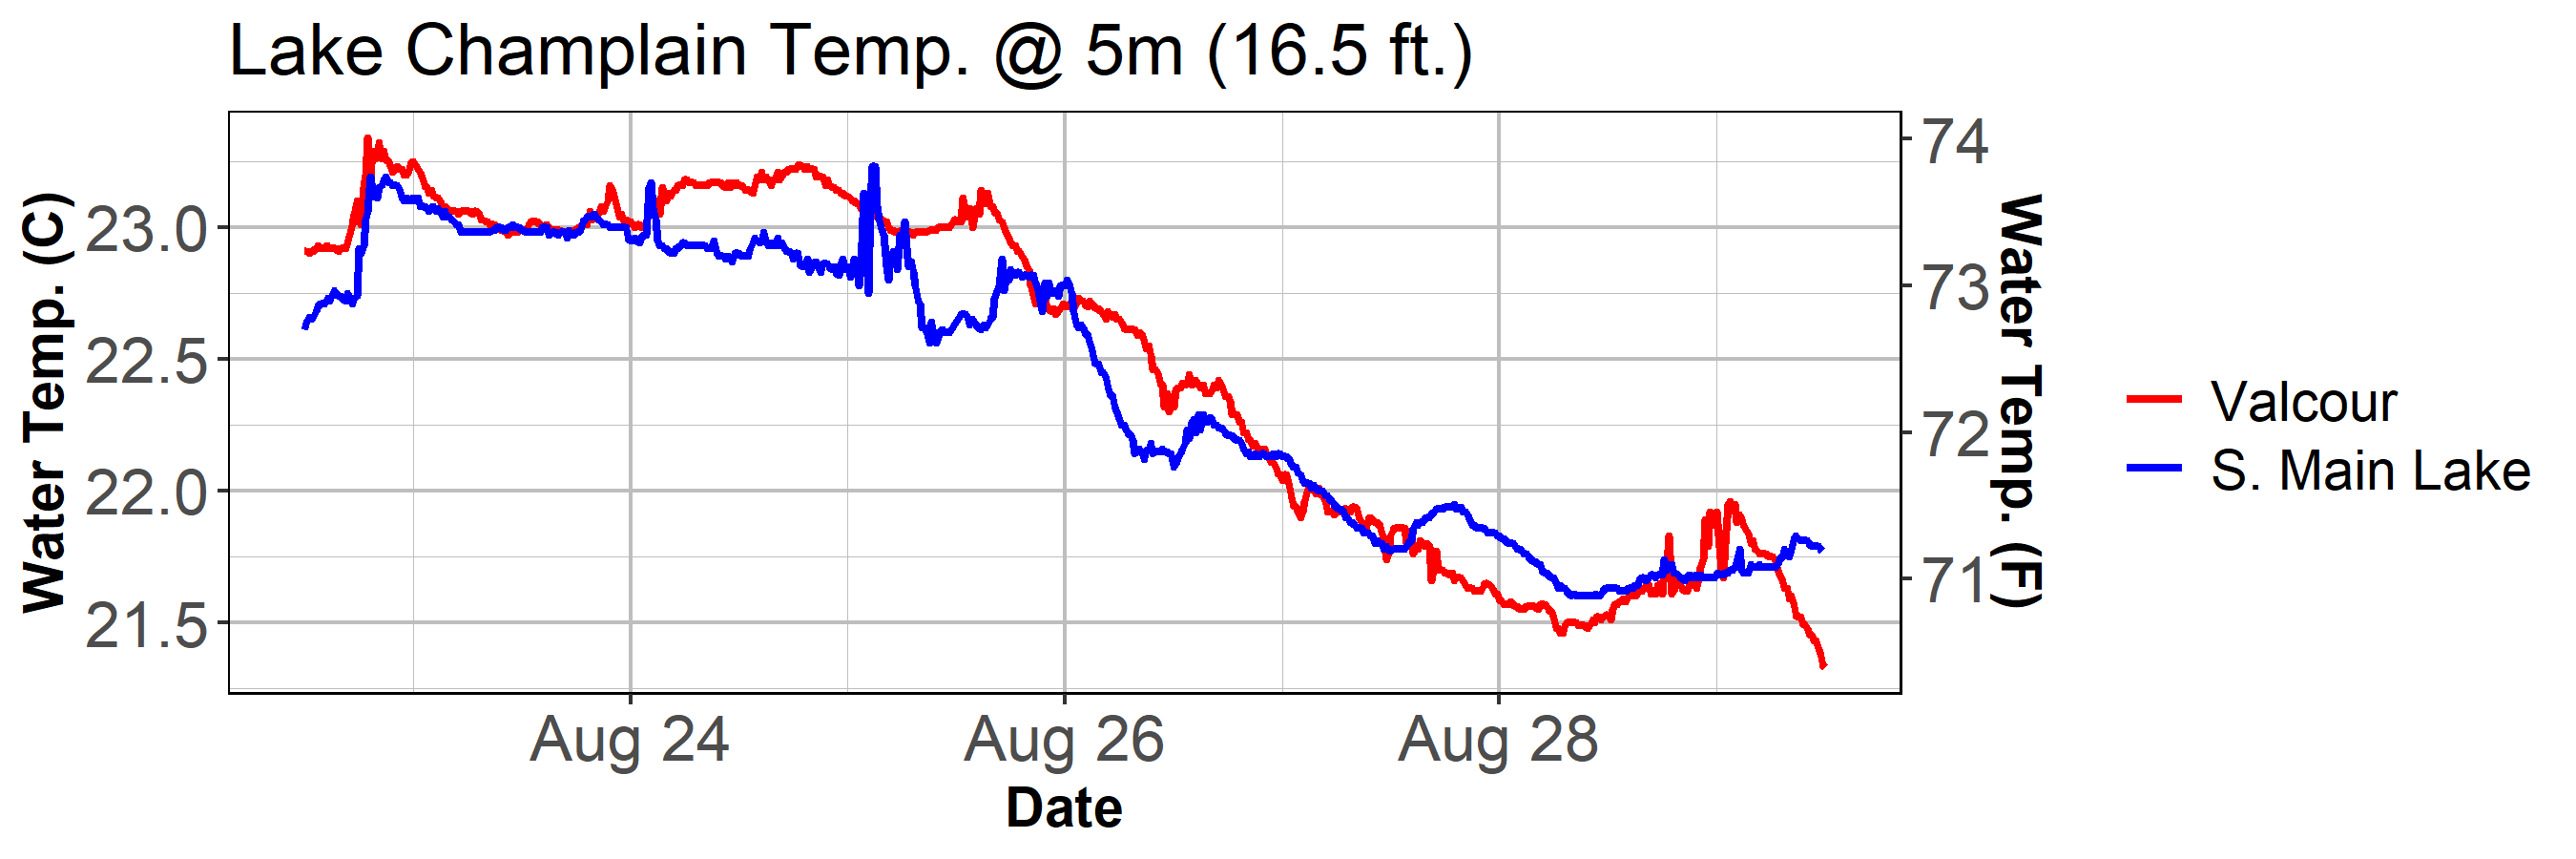 Lake Champlain Temp. @ 5m (16.5 ft.)
Water Temp. (C)
23.0
22.5
22.0
21.5
74
73
72
71
Water Temp. (F)
Aug 24 Aug 26 Aug 28
Date
Valcour
S. Main Lake